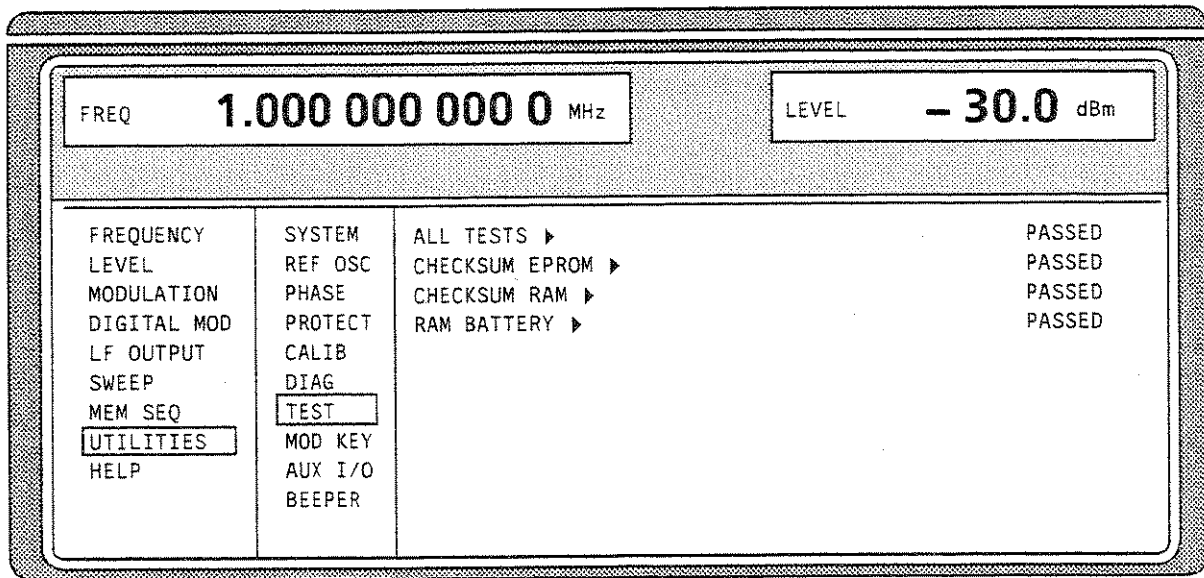 FREQ 1.000 000 000 0 MHz LEVEL - 30.0 dBm
FREQUENCY SYSTEM ALL TESTS ▶ PASSED
LEVEL REF OSC CHECKSUM EPROM ▶ PASSED
MODULATION PHASE CHECKSUM RAM ▶ PASSED
DIGITAL MOD PROTECT RAM BATTERY ▶ PASSED
LF OUTPUT CALIB
SWEEP DIAG
MEM SEQ TEST
UTILITIES MOD KEY
HELP AUX I/O
BEEPER